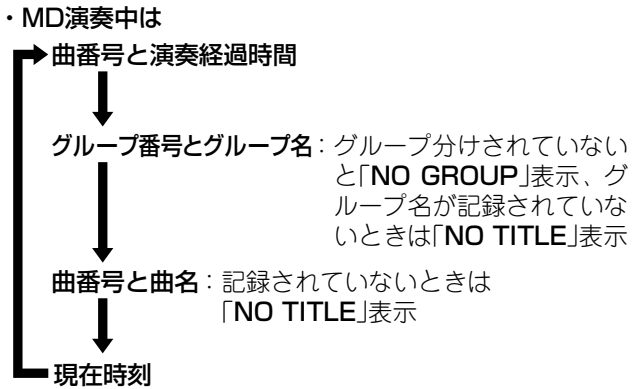 ・MD演奏中は
曲番号と演奏経過時間
グループ番号とグループ名：グループ分けされていない
と「NO GROUP」表示、グ
ループ名が記録されていな
いときは「NO TITLE」表示
曲番号と曲名：記録されていないときは
「NO TITLE」表示
現在時刻